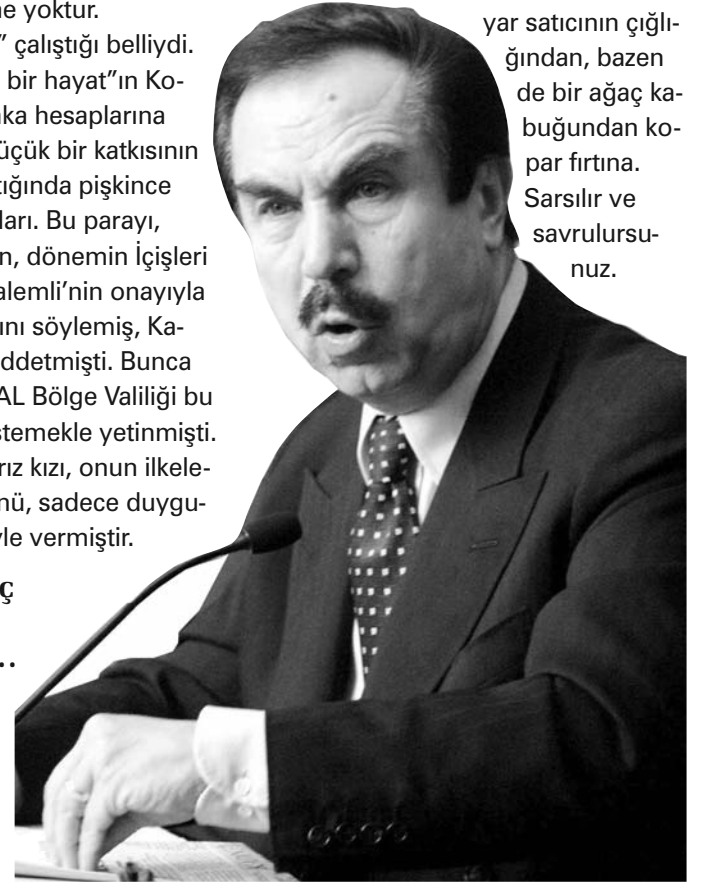 ne yoktur.
” çalıştığı belliydi.
bir hayat”ın Ko-
ka hesaplarına
üçük bir katkısının
tığında pişkince
ları. Bu parayı,
n, dönemin İçişleri
alemli’nin onayıyla
ını söylemiş, Ka-
ddetmişti. Bunca
AL Bölge Valiliği bu
stemekle yetinmişti.
rız kızı, onun ilkele-
nü, sadece duygu-
yle vermiştir.
ç
..
yar satıcının çığlı-
ğından, bazen
de bir ağaç ka-
buğundan ko-
par fırtına.
Sarsılır ve
savrulursu-
nuz.